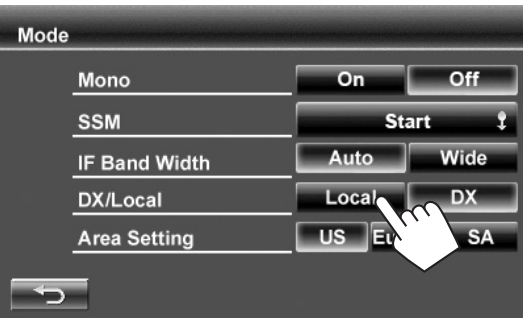 Mode
Mono On Off
SSM Start
IF Band Width Auto Wide
DX/Local Local DX
Area Setting US SA